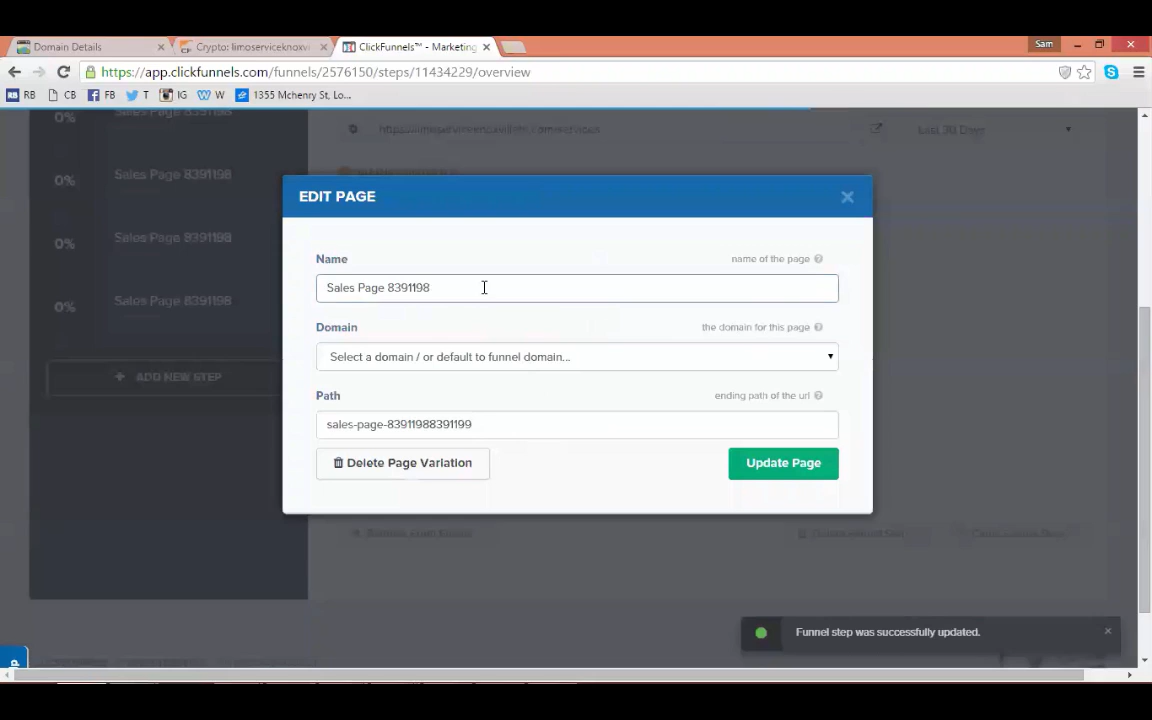 Domain Details
Crypto: limoserviceknoxvi
ClickFunnels™ - Marketing
Sam
https://app.clickfunnels.com/funnels/2576150/steps/11434229/overview
RB CB FB T IG W 1355 Mchenry St, Lo...
0% Sales Page 8391198
Last 30 Days
0% Sales Page 8391198
0% Sales Page 8391198
0% Sales Page 8391198
+ ADD NEW STEP
EDIT PAGE
Name
name of the page
Sales Page 8391198
Domain
the domain for this page
Select a domain / or default to funnel domain...
Path
ending path of the url
sales-page-83911988391199
Delete Page Variation
Update Page
Funnel step was successfully updated.